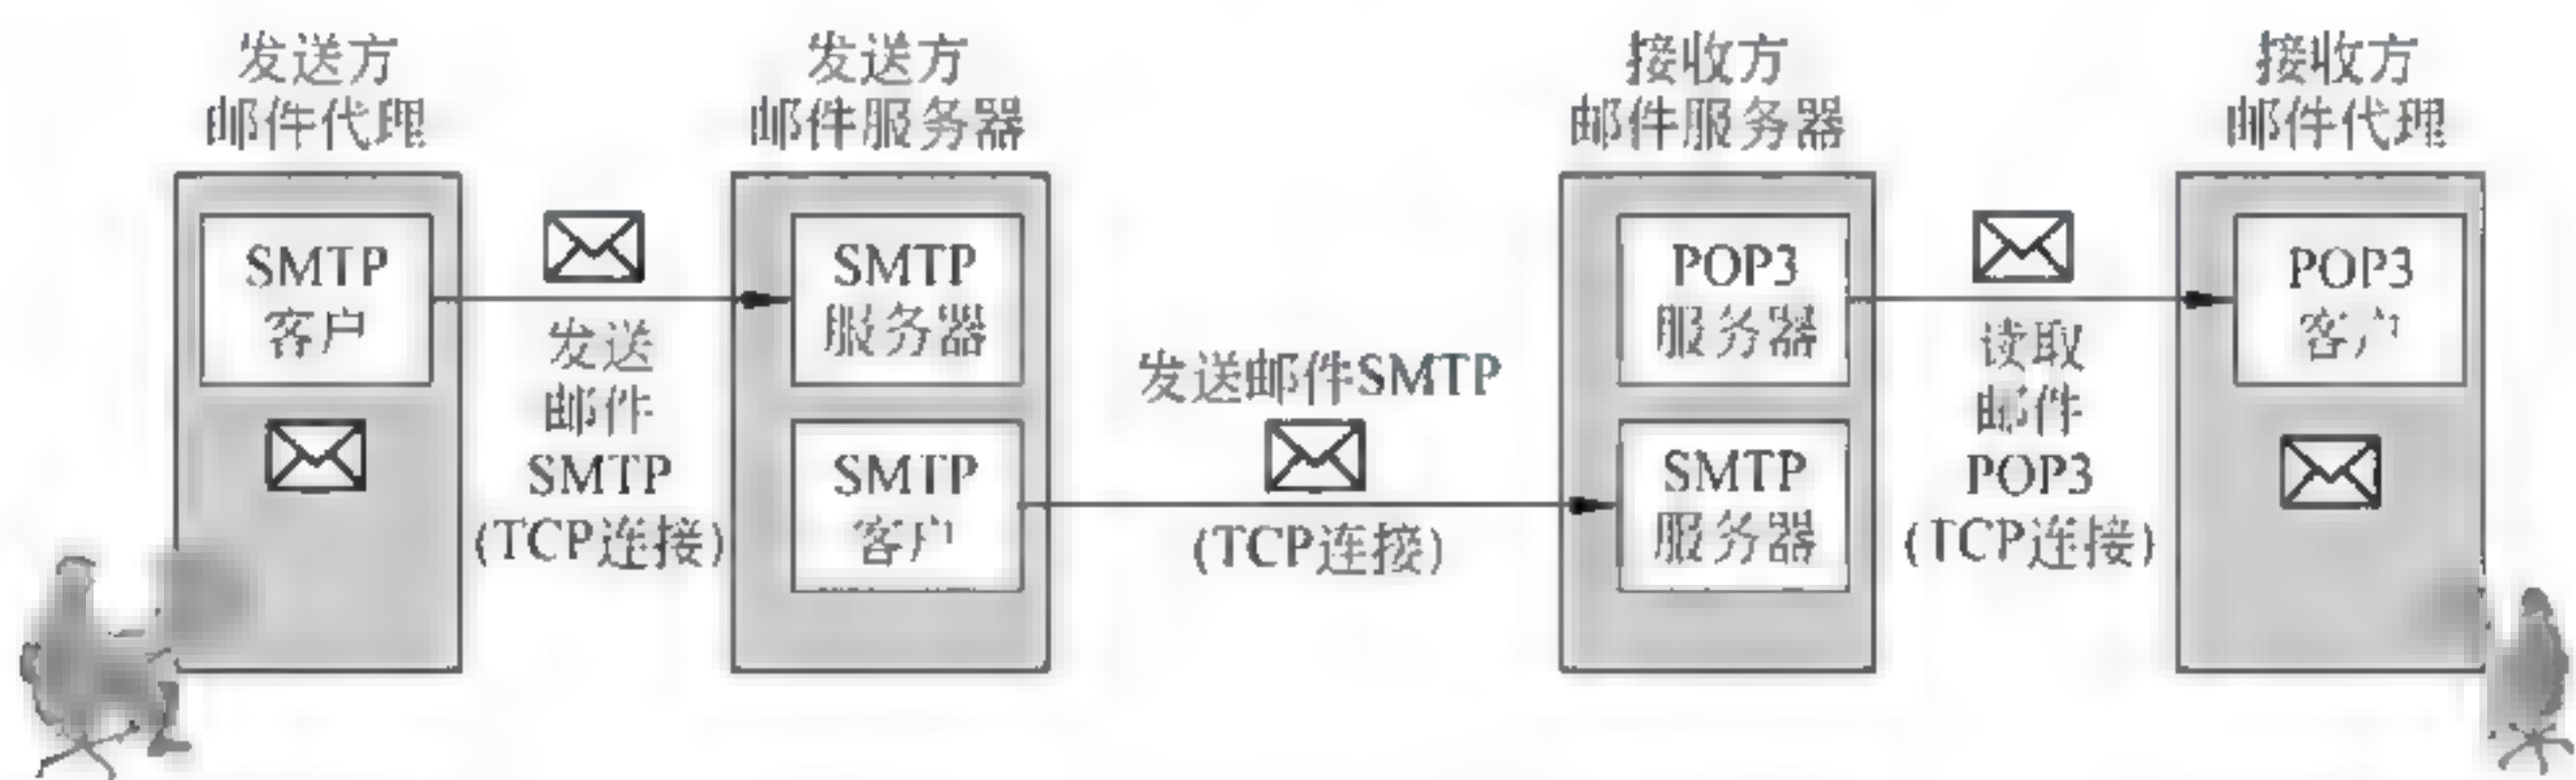 发送方
邮件代理
发送方
邮件服务器
接收方
邮件服务器
接收方
邮件代理
SMTP
客户
发送
邮件
SMTP
(TCP连接)
SMTP
服务器
SMTP
客户
发送邮件SMTP
(TCP连接)
POP3
服务器
SMTP
服务器
读取
邮件
POP3
(TCP连接)
POP3
客户